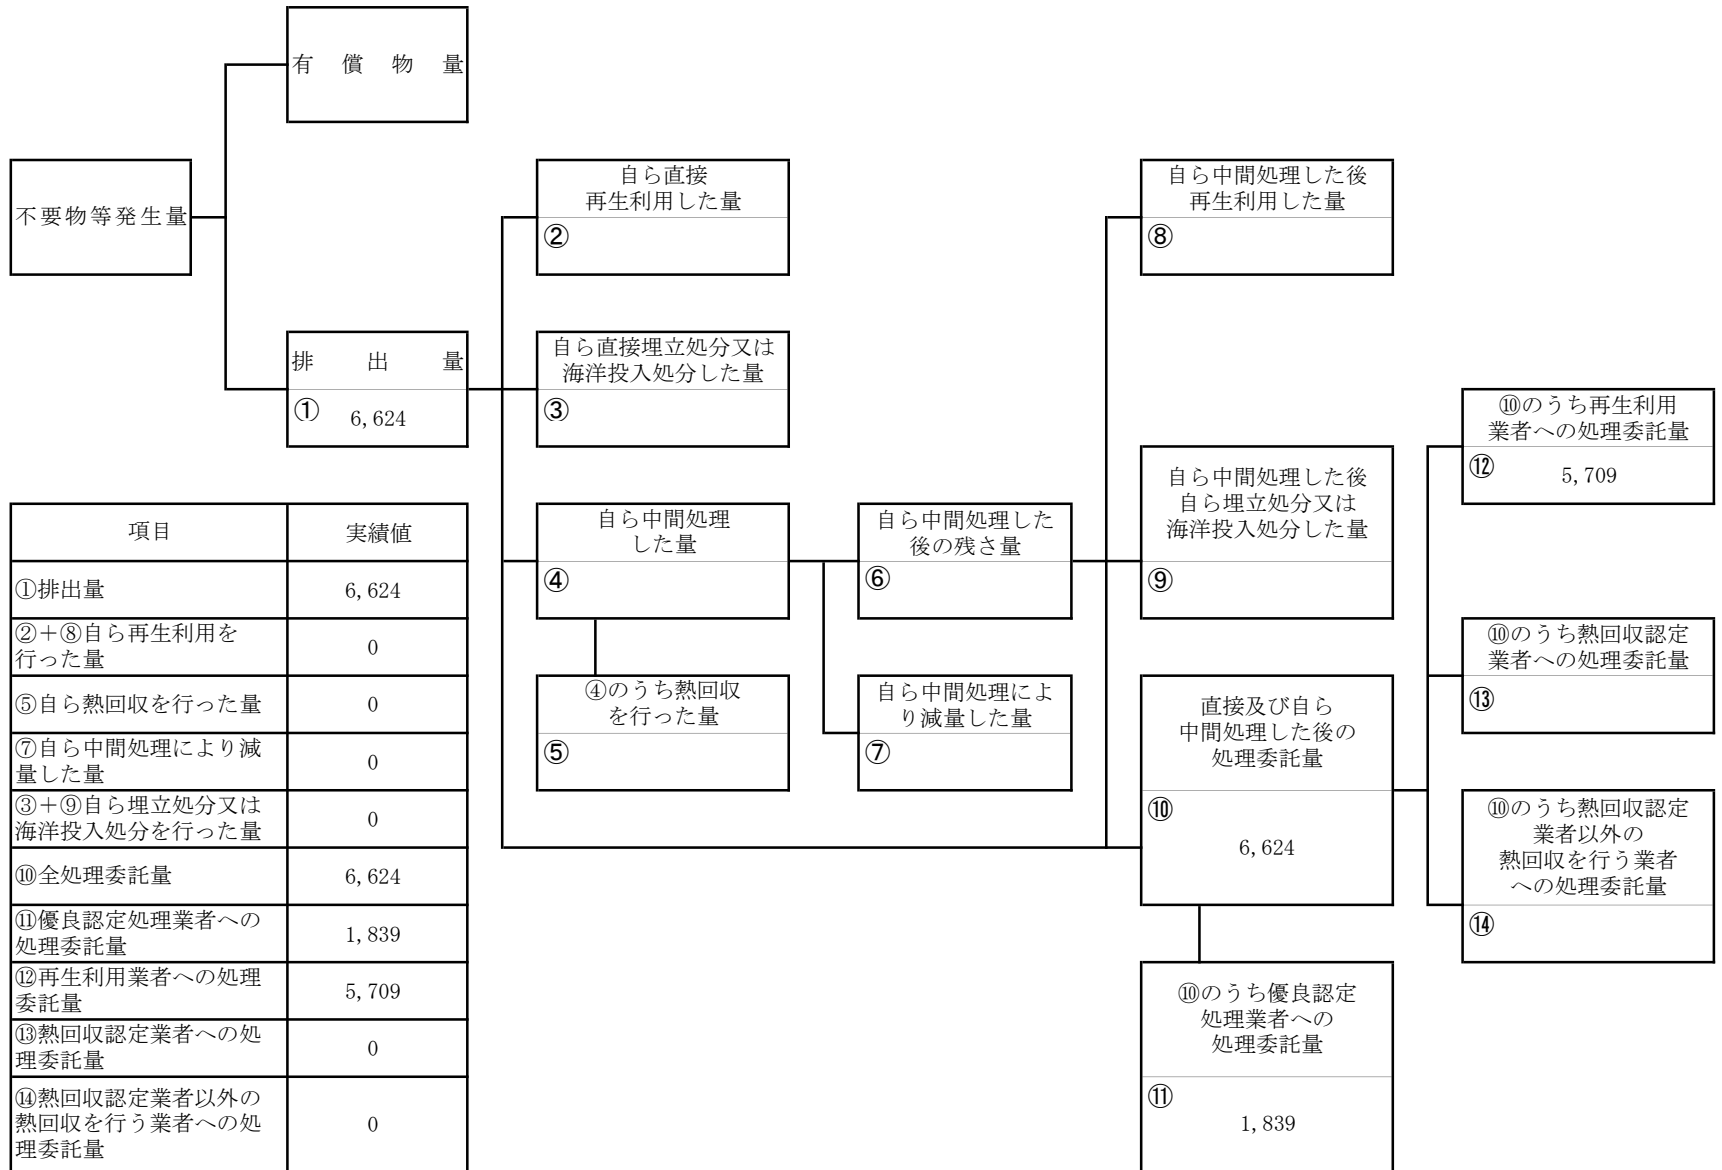 有償物量
不要物等発生量
排出量
① 6,624
自ら直接
再生利用した量
②
自ら直接埋立処分又は
海洋投入処分した量
③
自ら中間処理
した量
④
④のうち熱回収
を行った量
⑤
自ら中間処理した
後の残さ量
⑥
自ら中間処理によ
り減量した量
⑦
自ら中間処理した後
再生利用した量
⑧
自ら中間処理した後
自ら埋立処分又は
海洋投入処分した量
⑨
直接及び自ら
中間処理した後の
処理委託量
⑩
6,624
⑩のうち優良認定
処理業者への
処理委託量
⑪
1,839
⑩のうち再生利用
業者への処理委託量
⑫ 5,709
⑩のうち熱回収認定
業者への処理委託量
⑬
⑩のうち熱回収認定
業者以外の
熱回収を行う業者
への処理委託量
⑭
項目 実績値
①排出量 6,624
②+⑧自ら再生利用を
行った量 0
⑤自ら熱回収を行った量 0
⑦自ら中間処理により減
量した量 0
③+⑨自ら埋立処分又は
海洋投入処分を行った量 0
⑩全処理委託量 6,624
⑪優良認定処理業者への
処理委託量 1,839
⑫再生利用業者への処理
委託量 5,709
⑬熱回収認定業者への処
理委託量 0
⑭熱回収認定業者以外の
熱回収を行う業者への処
理委託量 0